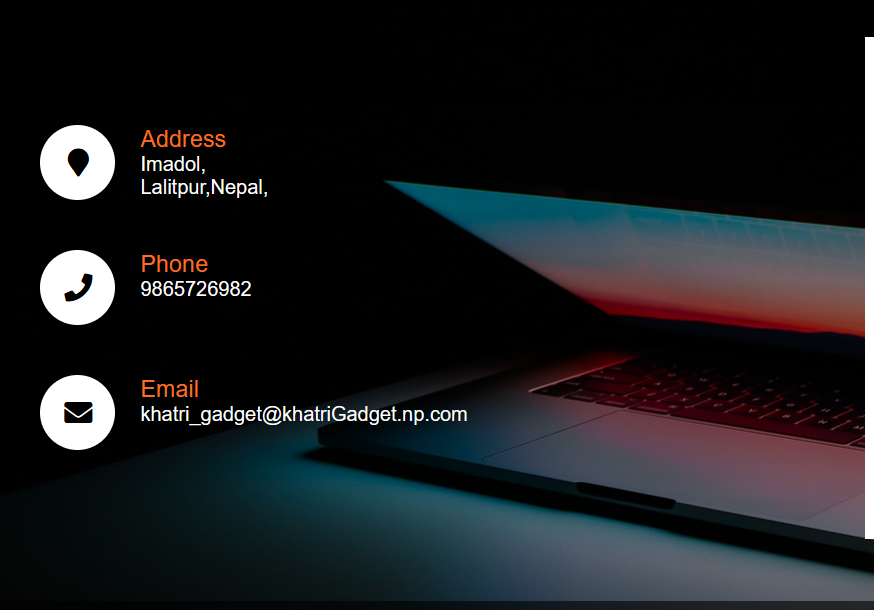 Address
Imadol,
Lalitpur,Nepal,
Phone
9865726982
Email
khatri_gadget@khatriGadget.np.com